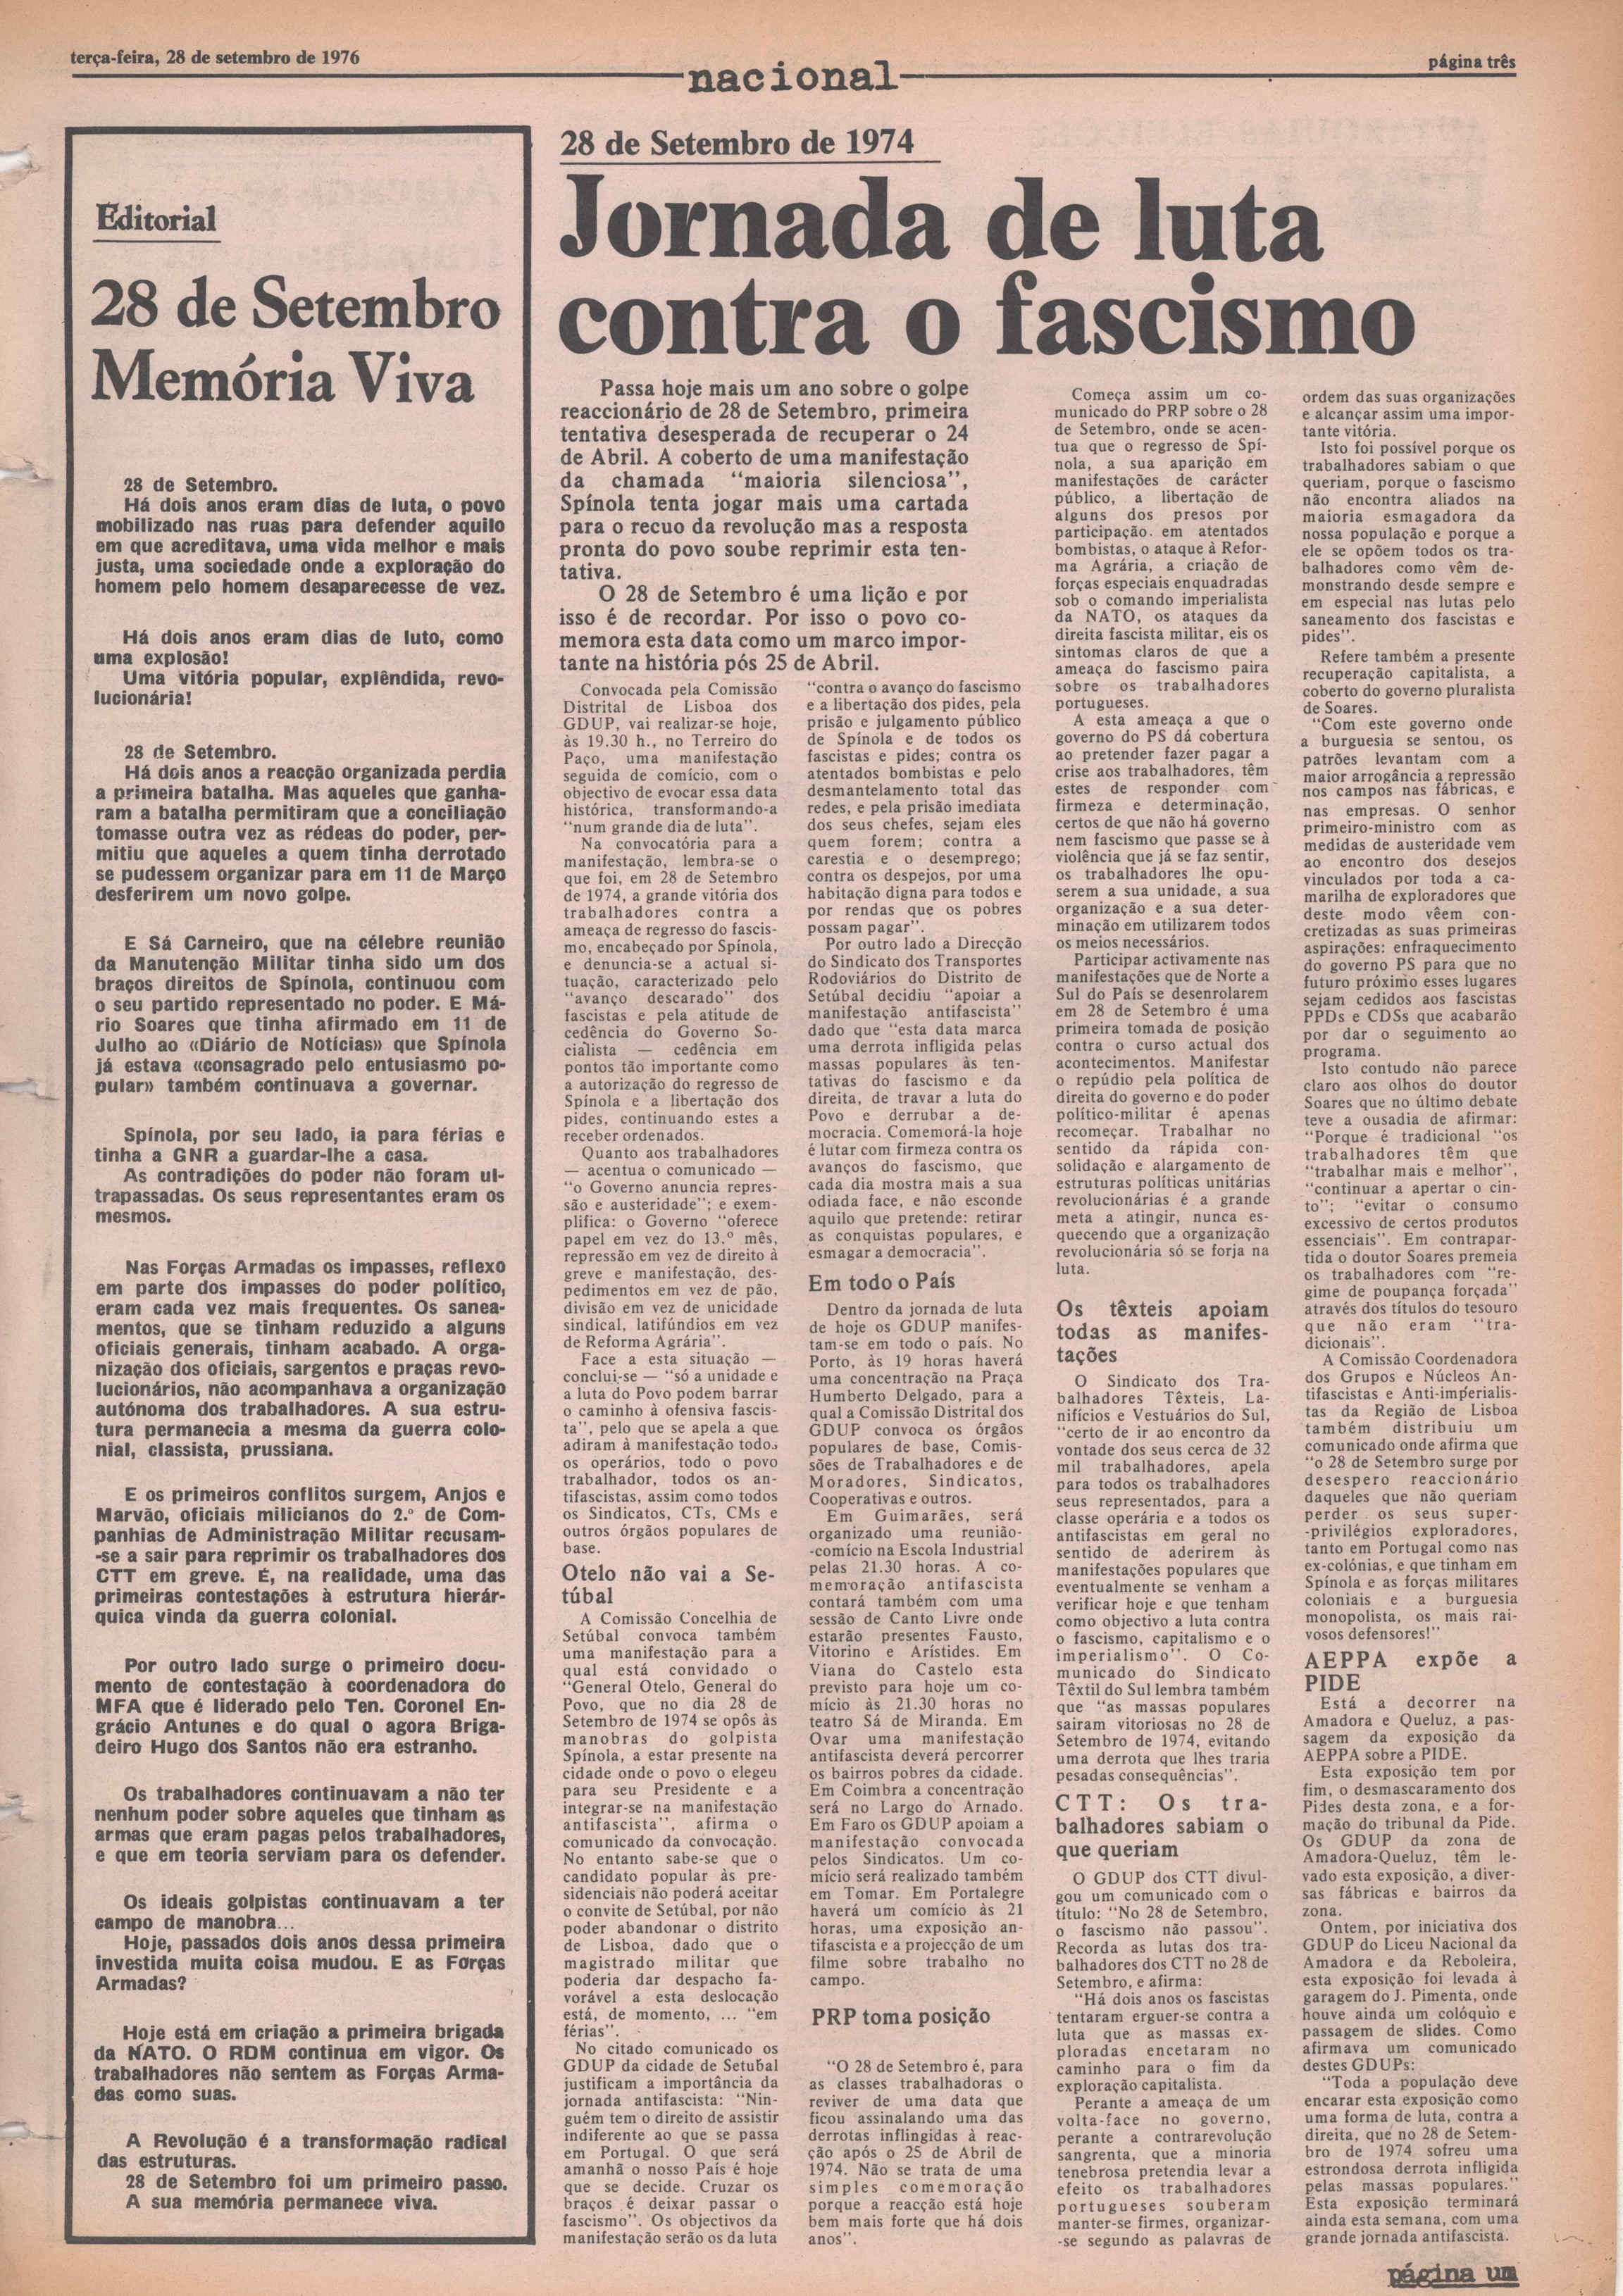 terça-feira, 28 de setembro de 1976
nacional
página três
Editorial
28 de Setembro
Memória Viva
28 de Setembro.
Há dois anos eram dias de luta, o povo
mobilizado nas ruas para defender aquilo
em que acreditava, uma vida melhor e mais
justa, uma sociedade onde a exploração do
homem pelo homem desaparecesse de vez.
Há dois anos eram dias de luto, como
uma explosão!
Uma vitória popular, explêndida, revo-
lucionária!
28 de Setembro.
Há dois anos a reacção organizada perdia
a primeira batalha. Mas aqueles que ganha-
ram a batalha permitiram que a conciliação
tomasse outra vez as rédeas do poder, per-
mitiu que aqueles a quem tinha derrotado
se pudessem organizar para em 11 de Março
desferirem um novo golpe.
E Sá Carneiro, que na célebre reunião
da Manutenção Militar tinha sido um dos
braços direitos de Spínola, continuou com
o seu partido representado no poder. E Má-
rio Soares que tinha afirmado em 11 de
Julho ao «Diário de Notícias» que Spínola
já estava «consagrado pelo entusiasmo po-
pular» também continuava a governar.
Spínola, por seu lado, ia para férias e
tinha a GNR a guardar-lhe a casa.
As contradições do poder não foram ul-
trapassadas. Os seus representantes eram os
mesmos.
Nas Forças Armadas os impasses, reflexo
em parte dos impasses do poder político,
eram cada vez mais frequentes. Os sanea-
mentos, que se tinham reduzido a alguns
oficiais generais, tinham acabado. A orga-
nização dos oficiais, sargentos e praças revo-
lucionários, não acompanhava a organização
autónoma dos trabalhadores. A sua estru-
tura permanecia a mesma da guerra colo-
nial, classista, prussiana.
E os primeiros conflitos surgem, Anjos e
Marvão, oficiais milicianos do 2.º de Com-
panhias de Administração Militar recusam-
-se a sair para reprimir os trabalhadores dos
CTT em greve. É, na realidade, uma das
primeiras contestações à estrutura hierár-
quica vinda da guerra colonial.
Por outro lado surge o primeiro docu-
mento de contestação à coordenadora do
MFA que é liderado pelo Ten. Coronel En-
grácio Antunes e do qual o agora Briga-
deiro Hugo dos Santos não era estranho.
Os trabalhadores continuavam a não ter
nenhum poder sobre aqueles que tinham as
armas que eram pagas pelos trabalhadores,
e que em teoria serviam para os defender.
Os ideais golpistas continuavam a ter
campo de manobra...
Hoje, passados dois anos dessa primeira
investida muita coisa mudou. E as Forças
Armadas?
Hoje está em criação a primeira brigada
da NATO. O RDM continua em vigor. Os
trabalhadores não sentem as Forças Arma-
das como suas.
A Revolução é a transformação radical
das estruturas.
28 de Setembro foi um primeiro passo.
A sua memória permanece viva.
28 de Setembro de 1974
Jornada de luta
contra o fascismo
Passa hoje mais um ano sobre o golpe
reaccionário de 28 de Setembro, primeira
tentativa desesperada de recuperar o 24
de Abril. A coberto de uma manifestação
da chamada "maioria silenciosa",
Spínola tenta jogar mais uma cartada
para o recuo da revolução mas a resposta
pronta do povo soube reprimir esta ten-
tativa.
O 28 de Setembro é uma lição e por
isso é de recordar. Por isso o povo co-
memora esta data como um marco impor-
tante na história pós 25 de Abril.
Convocada pela Comissão
Distrital de Lisboa dos
GDUP, vai realizar-se hoje,
às 19.30 h., no Terreiro do
Paço, uma manifestação
seguida de comício, com o
objectivo de evocar essa data
histórica, transformando-a
"num grande dia de luta".
Na convocatória para a
manifestação, lembra-se o
que foi, em 28 de Setembro
de 1974, a grande vitória dos
trabalhadores contra a
ameaça de regresso do fascis-
mo, encabeçado por Spínola,
e denuncia-se a actual si-
tuação, caracterizado pelo
"avanço descarado" dos
fascistas e pela atitude de
cedência do Governo So-
cialista — cedência em
pontos tão importante como
a autorização do regresso de
Spínola e a libertação dos
pides, continuando estes a
receber ordenados.
Quanto aos trabalhadores
— acentua o comunicado —
"o Governo anuncia repres-
são e austeridade"; e exem-
plifica: o Governo "oferece
papel em vez do 13.º mês,
repressão em vez de direito à
greve e manifestação, des-
pedimentos em vez de pão,
divisão em vez de unicidade
sindical, latifúndios em vez
de Reforma Agrária".
Face a esta situação —
conclui-se — "só a unidade e
a luta do Povo podem barrar
o caminho à ofensiva fascis-
ta", pelo que se apela a que
adiram à manifestação todos
os operários, todo o povo
trabalhador, todos os an-
tifascistas, assim como todos
os Sindicatos, CTs, CMs e
outros órgãos populares de
base.
Otelo não vai a Se-
túbal
A Comissão Concelhia de
Setúbal convoca também
uma manifestação para a
qual está convidado o
"General Otelo, General do
Povo, que no dia 28 de
Setembro de 1974 se opôs às
manobras do golpista
Spínola, a estar presente na
cidade onde o povo o elegeu
para seu Presidente e a
integrar-se na manifestação
antifascista", afirma o
comunicado da convocação.
No entanto sabe-se que o
candidato popular às pre-
sidenciais não poderá aceitar
o convite de Setúbal, por não
poder abandonar o distrito
de Lisboa, dado que o
magistrado militar que
poderia dar despacho fa-
vorável a esta deslocação
está, de momento, ... "em
férias".
No citado comunicado os
GDUP da cidade de Setubal
justificam a importância da
jornada antifascista: "Nin-
guém tem o direito de assistir
indiferente ao que se passa
em Portugal. O que será
amanhã o nosso País é hoje
que se decide. Cruzar os
braços é deixar passar o
fascismo". Os objectivos da
manifestação serão os da luta
"contra o avanço do fascismo
e a libertação dos pides, pela
prisão e julgamento público
de Spínola e de todos os
fascistas e pides; contra os
atentados bombistas e pelo
desmantelamento total das
redes, e pela prisão imediata
dos seus chefes, sejam eles
quem forem; contra a
carestia e o desemprego;
contra os despejos, por uma
habitação digna para todos e
por rendas que os pobres
possam pagar".
Por outro lado a Direcção
do Sindicato dos Transportes
Rodoviários do Distrito de
Setúbal decidiu "apoiar a
manifestação antifascista"
dado que "esta data marca
uma derrota infligida pelas
massas populares às ten-
tativas do fascismo e da
direita, de travar a luta do
Povo e derrubar a de-
mocracia. Comemorá-la hoje
é lutar com firmeza contra os
avanços do fascismo, que
cada dia mostra mais a sua
odiada face, e não esconde
aquilo que pretende: retirar
as conquistas populares, e
esmagar a democracia".
Em todo o País
Dentro da jornada de luta
de hoje os GDUP manifes-
tam-se em todo o país. No
Porto, às 19 horas haverá
uma concentração na Praça
Humberto Delgado, para a
qual a Comissão Distrital dos
GDUP convoca os órgãos
populares de base, Comis-
sões de Trabalhadores e de
Moradores, Sindicatos,
Cooperativas e outros.
Em Guimarães, será
organizado uma reunião-
-comício na Escola Industrial
pelas 21.30 horas. A co-
memoração antifascista
contará também com uma
sessão de Canto Livre onde
estarão presentes Fausto,
Vitorino e Arístides. Em
Viana do Castelo esta
previsto para hoje um co-
mício às 21.30 horas no
teatro Sá de Miranda. Em
Ovar uma manifestação
antifascista deverá percorrer
os bairros pobres da cidade.
Em Coimbra a concentração
será no Largo do Arnado.
Em Faro os GDUP apoiam a
manifestação convocada
pelos Sindicatos. Um co-
mício será realizado também
em Tomar. Em Portalegre
haverá um comício às 21
horas, uma exposição an-
tifascista e a projecção de um
filme sobre trabalho no
campo.
PRP toma posição
"O 28 de Setembro é, para
as classes trabalhadoras o
reviver de uma data que
ficou assinalando uma das
derrotas inflingidas à reac-
ção após o 25 de Abril de
1974. Não se trata de uma
simples comemoração
porque a reacção está hoje
bem mais forte que há dois
anos".
Começa assim um co-
municado do PRP sobre o 28
de Setembro, onde se acen-
tua que o regresso de Spí-
nola, a sua aparição em
manifestações de carácter
público, a libertação de
alguns dos presos por
participação em atentados
bombistas, o ataque à Refor-
ma Agrária, a criação de
forças especiais enquadradas
sob o comando imperialista
da NATO, os ataques da
direita fascista militar, eis os
sintomas claros de que a
ameaça do fascismo paira
sobre os trabalhadores
portugueses.
A esta ameaça a que o
governo do PS dá cobertura
ao pretender fazer pagar a
crise aos trabalhadores, têm
estes de responder com
firmeza e determinação,
certos de que não há governo
nem fascismo que passe se à
violência que já se faz sentir,
os trabalhadores lhe opu-
serem a sua unidade, a sua
organização e a sua deter-
minação em utilizarem todos
os meios necessários.
Participar activamente nas
manifestações que de Norte a
Sul do País se desenrolarem
em 28 de Setembro é uma
primeira tomada de posição
contra o curso actual dos
acontecimentos. Manifestar
o repúdio pela política de
direita do governo e do poder
político-militar é apenas
recomeçar. Trabalhar no
sentido da rápida con-
solidação e alargamento de
estruturas políticas unitárias
revolucionárias é a grande
meta a atingir, nunca es-
quecendo que a organização
revolucionária só se forja na
luta.
Os têxteis apoiam
todas as manifes-
tações
O Sindicato dos Tra-
balhadores Têxteis, La-
nifícios e Vestuários do Sul,
"certo de ir ao encontro da
vontade dos seus cerca de 32
mil trabalhadores, apela
para todos os trabalhadores
seus representados, para a
classe operária e a todos os
antifascistas em geral no
sentido de aderirem às
manifestações populares que
eventualmente se venham a
verificar hoje e que tenham
como objectivo a luta contra
o fascismo, capitalismo e o
imperialismo". O Co-
municado do Sindicato
Têxtil do Sul lembra também
que "as massas populares
sairam vitoriosas no 28 de
Setembro de 1974, evitando
uma derrota que lhes traria
pesadas consequências".
CTT: Os tra-
balhadores sabiam o
que queriam
O GDUP dos CTT divul-
gou um comunicado com o
título: "No 28 de Setembro,
o fascismo não passou".
Recorda as lutas dos tra-
balhadores dos CTT no 28 de
Setembro, e afirma:
"Há dois anos os fascistas
tentaram erguer-se contra a
luta que as massas ex-
ploradas encetaram no
caminho para o fim da
exploração capitalista.
Perante a ameaça de um
volta-face no governo,
perante a contrarevolução
sangrenta, que a minoria
tenebrosa pretendia levar a
efeito os trabalhadores
portugueses souberam
manter-se firmes, organizar-
-se segundo as palavras de
ordem das suas organizações
e alcançar assim uma impor-
tante vitória.
Isto foi possível porque os
trabalhadores sabiam o que
queriam, porque o fascismo
não encontra aliados na
maioria esmagadora da
nossa população e porque a
ele se opõem todos os tra-
balhadores como vêm de-
monstrando desde sempre e
em especial nas lutas pelo
saneamento dos fascistas e
pides".
Refere também a presente
recuperação capitalista, a
coberto do governo pluralista
de Soares.
"Com este governo onde
a burguesia se sentou, os
patrões levantam com a
maior arrogância a repressão
nos campos nas fábricas, e
nas empresas. O senhor
primeiro-ministro com as
medidas de austeridade vem
ao encontro dos desejos
vinculados por toda a ca-
marilha de exploradores que
deste modo vêem con-
cretizadas as suas primeiras
aspirações: enfraquecimento
do governo PS para que no
futuro próximo esses lugares
sejam cedidos aos fascistas
PPDs e CDSs que acabarão
por dar o seguimento ao
programa.
Isto contudo não parece
claro aos olhos do doutor
Soares que no último debate
teve a ousadia de afirmar:
"Porque é tradicional "os
trabalhadores têm que
"trabalhar mais e melhor",
"continuar a apertar o cin-
to"; "evitar o consumo
excessivo de certos produtos
essenciais". Em contrapar-
tida o doutor Soares premeia
os trabalhadores com "re-
gime de poupança forçada"
através dos títulos do tesouro
que não eram "tra-
dicionais".
A Comissão Coordenadora
dos Grupos e Núcleos An-
tifascistas e Anti-imperialis-
tas da Região de Lisboa
também distribuiu um
comunicado onde afirma que
"o 28 de Setembro surge por
desespero reaccionário
daqueles que não queriam
perder os seus super-
-privilégios exploradores,
tanto em Portugal como nas
ex-colónias, e que tinham em
Spínola e as forças militares
coloniais e a burguesia
monopolista, os mais rai-
vosos defensores!"
AEPPA expõe a
PIDE
Está a decorrer na
Amadora e Queluz, a pas-
sagem da exposição da
AEPPA sobre a PIDE.
Esta exposição tem por
fim, o desmascaramento dos
Pides desta zona, e a for-
mação do tribunal da Pide.
Os GDUP da zona de
Amadora-Queluz, têm le-
vado esta exposição, a diver-
sas fábricas e bairros da
zona.
Ontem, por iniciativa dos
GDUP do Liceu Nacional da
Amadora e da Reboleira,
esta exposição foi levada à
garagem do J. Pimenta, onde
houve ainda um colóquio e
passagem de slides. Como
afirmava um comunicado
destes GDUPs:
"Toda a população deve
encarar esta exposição como
uma forma de luta, contra a
direita, que no 28 de Setem-
bro de 1974 sofreu uma
estrondosa derrota infligida
pelas massas populares."
Esta exposição terminará
ainda esta semana, com uma
grande jornada antifascista.
página um